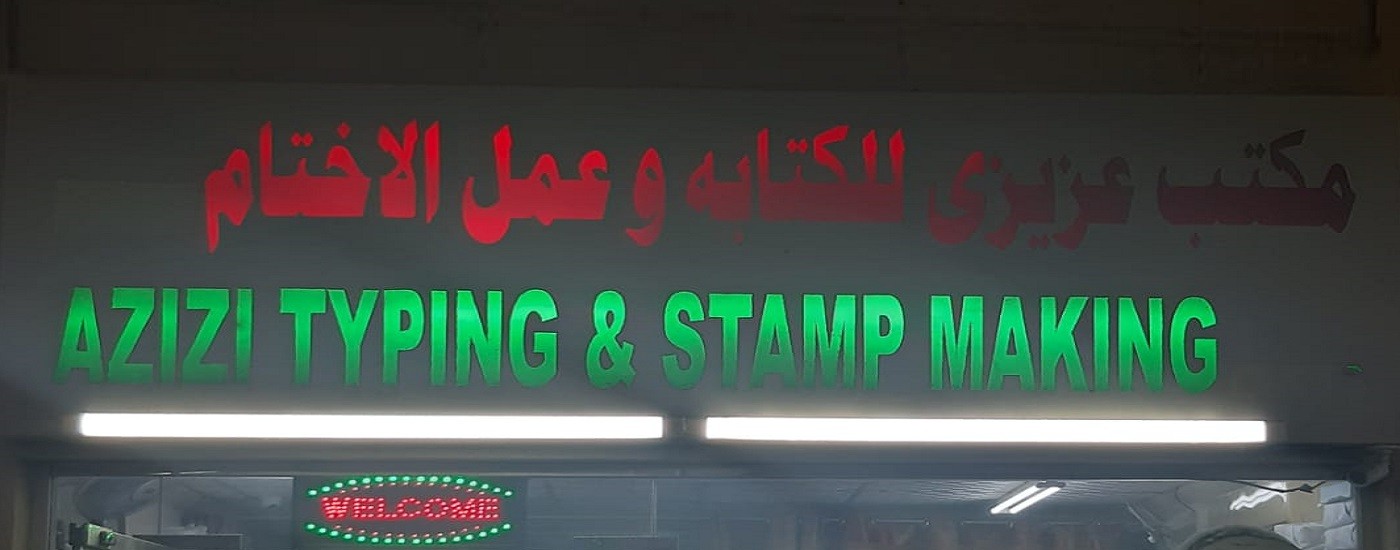 مكتب عزيزى للكتابه و عمل الاختام
AZIZI TYPING & STAMP MAKING
WELCOME